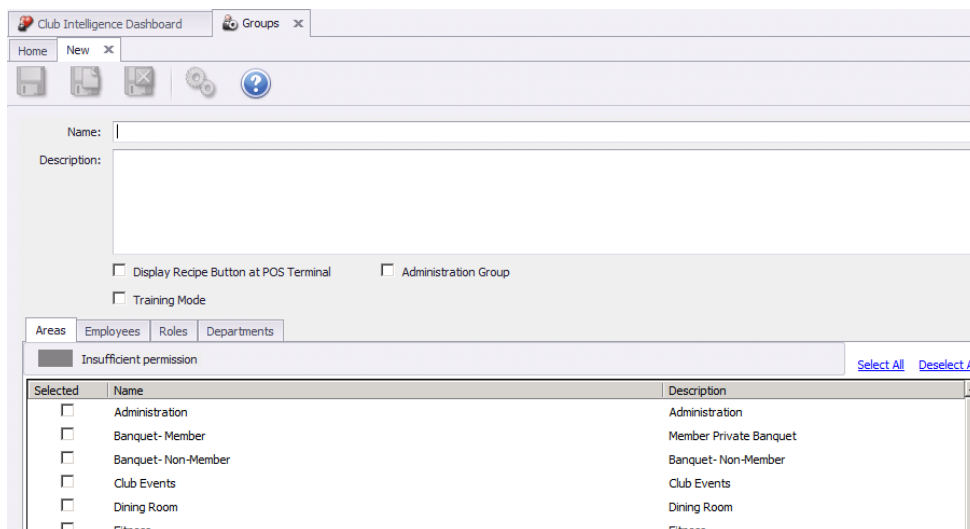 Club Intelligence Dashboard Groups
Home New
Name:
Description:
Display Recipe Button at POS Terminal Administration Group
Training Mode
Areas Employees Roles Departments
Insufficient permission
Select All Deselect A
Selected Name Description
Administration Administration
Banquet- Member Member Private Banquet
Banquet- Non-Member Banquet- Non-Member
Club Events Club Events
Dining Room Dining Room